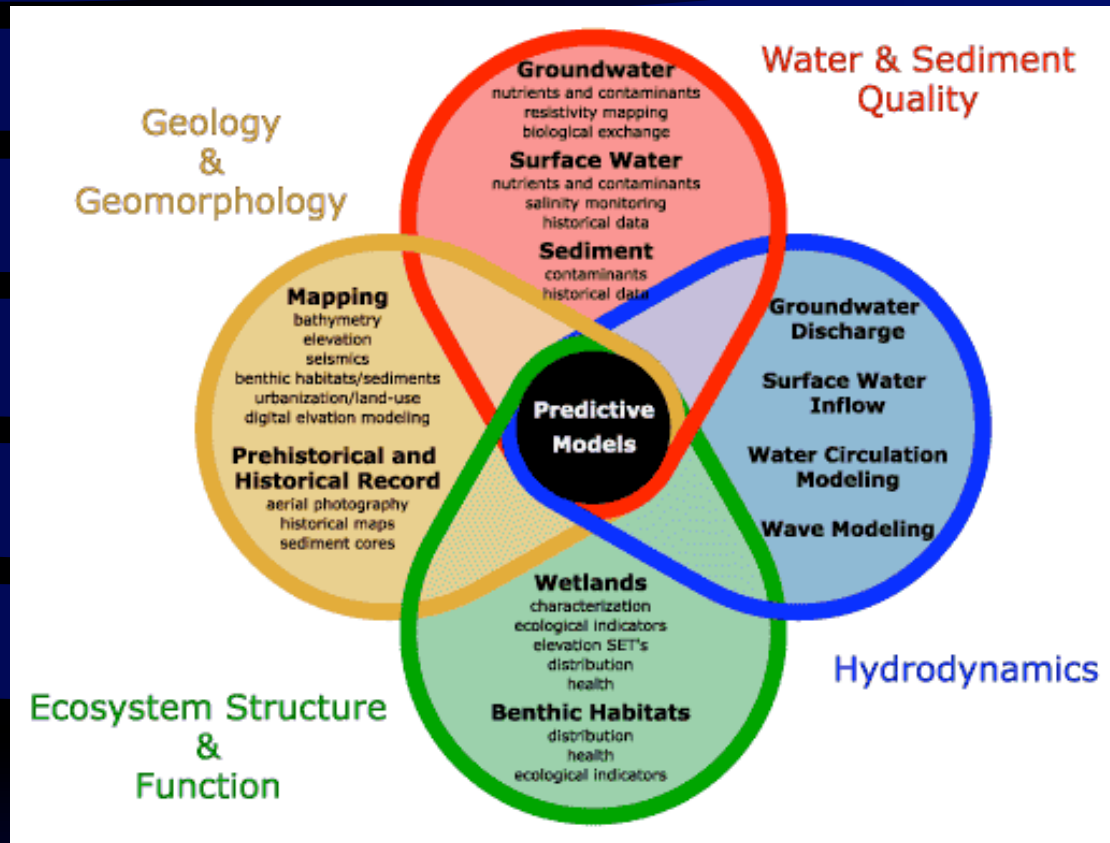 Water & Sediment
Quality
Geology
&
Geomorphology
Groundwater
nutrients and contaminants
resistivity mapping
biological exchange
Surface Water
nutrients and contaminants
salinity monitoring
historical data
Sediment
contaminants
historical data
Mapping
bathymetry
elevation
seismics
benthic habitats/sediments
urbanization/land-use
digital elvation modeling
Prehistorical and
Historical Record
aerial photography
historical maps
sediment cores
Predictive
Models
Groundwater
Discharge
Surface Water
Inflow
Water Circulation
Modeling
Wave Modeling
Wetlands
characterization
ecological indicators
elevation SET's
distribution
health
Benthic Habitats
distribution
health
ecological indicators
Hydrodynamics
Ecosystem Structure
&
Function